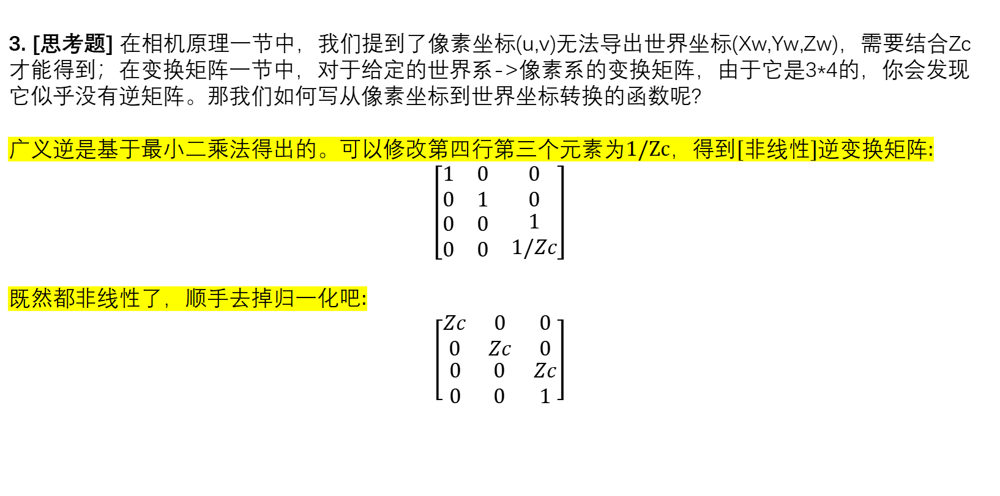 3. [思考题] 在相机原理一节中，我们提到了像素坐标(u,v)无法导出世界坐标(Xw,Yw,Zw)，需要结合Zc
才能得到；在变换矩阵一节中，对于给定的世界系->像素系的变换矩阵，由于它是3*4的，你会发现
它似乎没有逆矩阵。那我们如何写从像素坐标到世界坐标转换的函数呢?
广义逆是基于最小二乘法得出的。可以修改第四行第三个元素为1/Zc，得到[非线性]逆变换矩阵:
1 0 0
0 1 0
0 0 1
0 0 1/Zc
既然都非线性了，顺手去掉归一化吧:
Zc 0 0
0 Zc 0
0 0 Zc
0 0 1